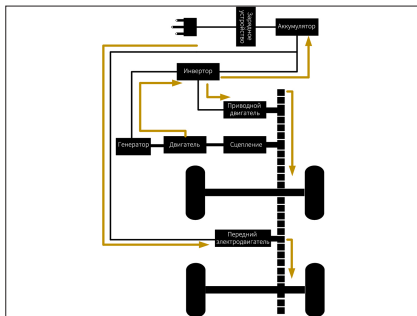 Зарядное
устройство
Аккумулятор
Инвертор
Приводной
двигатель
Генератор
Двигатель
Сцепление
Передний
электродвигатель